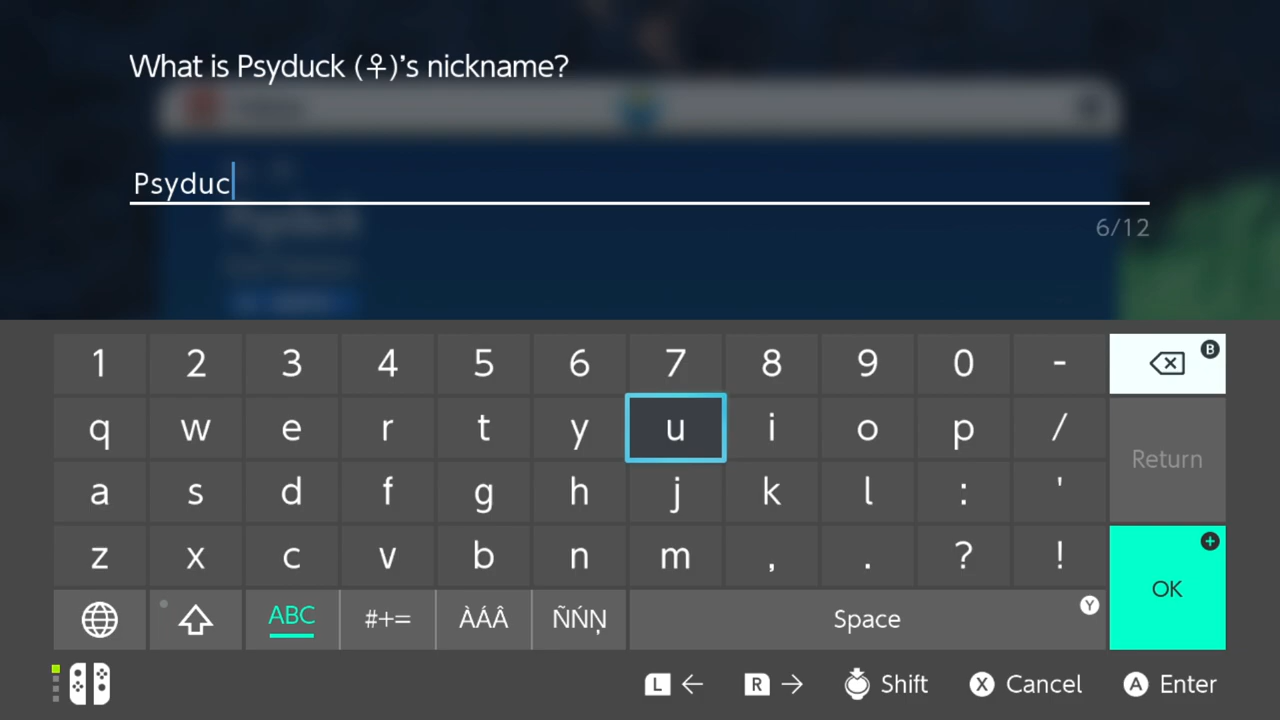 What is Psyduck (♀)'s nickname?
Psyduc
6/12
1 2 3 4 5 6 7 8 9 0 - B
q w e r t y u i o p /
Return
a s d f g h j k l : '
z x c v b n m , . ? ! +
OK
ABC #+= ÀÁÂ ÑŃŅ Space Y
L ← R → Shift X Cancel A Enter